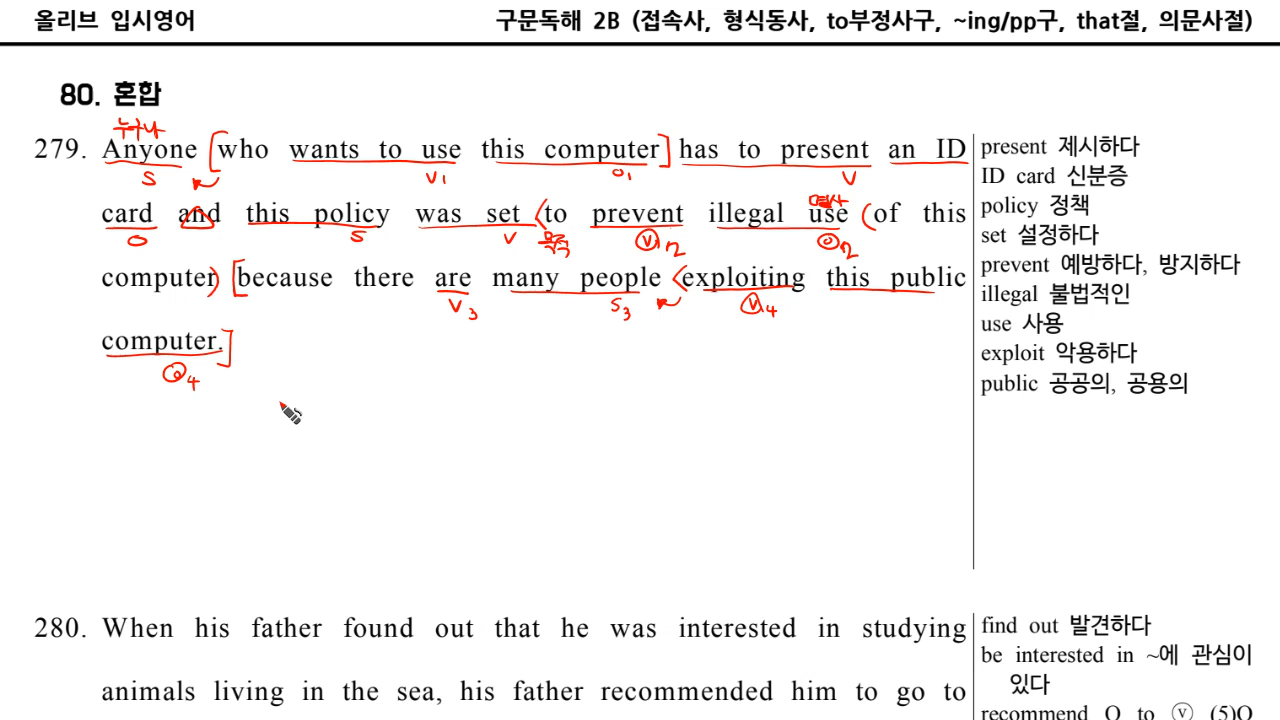 올리브 입시영어
구문독해 2B (접속사, 형식동사, to부정사구, ~ing/pp구, that절, 의문사절)
80. 혼합
누구나
279. Anyone [who wants to use this computer] has to present an ID
S V1 O1 V
명사
card and this policy was set <to prevent illegal use (of this
O S V 목적 V2 O2
computer) [because there are many people <exploiting this public
V3 S3 V4
computer.]
O4
present 제시하다
ID card 신분증
policy 정책
set 설정하다
prevent 예방하다, 방지하다
illegal 불법적인
use 사용
exploit 악용하다
public 공공의, 공용의
280. When his father found out that he was interested in studying
animals living in the sea, his father recommended him to go to
find out 발견하다
be interested in ~에 관심이
있다
recommend O to ⓥ (5)O